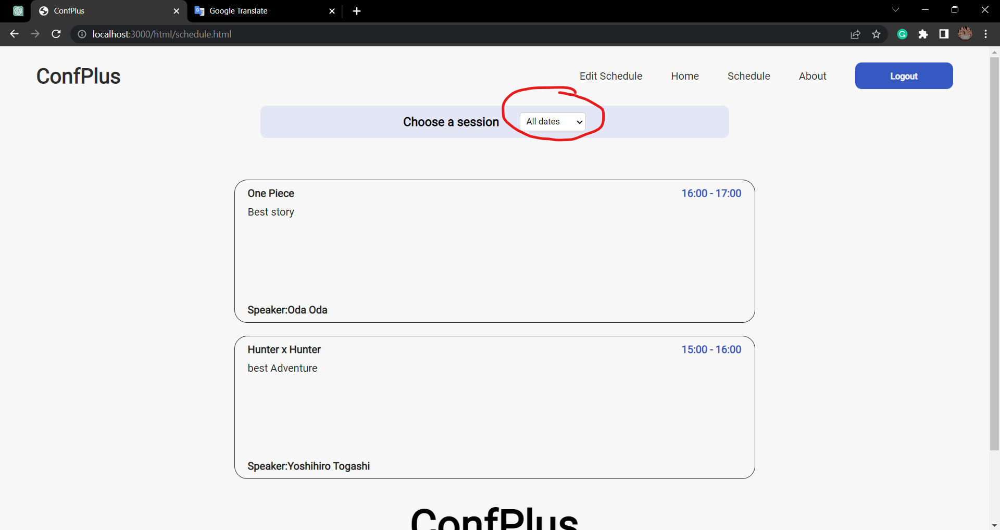 ConfPlus
Google Translate
localhost:3000/html/schedule.html
ConfPlus
Edit Schedule
Home
Schedule
About
Logout
Choose a session
All dates
One Piece
16:00 - 17:00
Best story
Speaker:Oda Oda
Hunter x Hunter
15:00 - 16:00
best Adventure
Speaker:Yoshihiro Togashi
ConfPlus